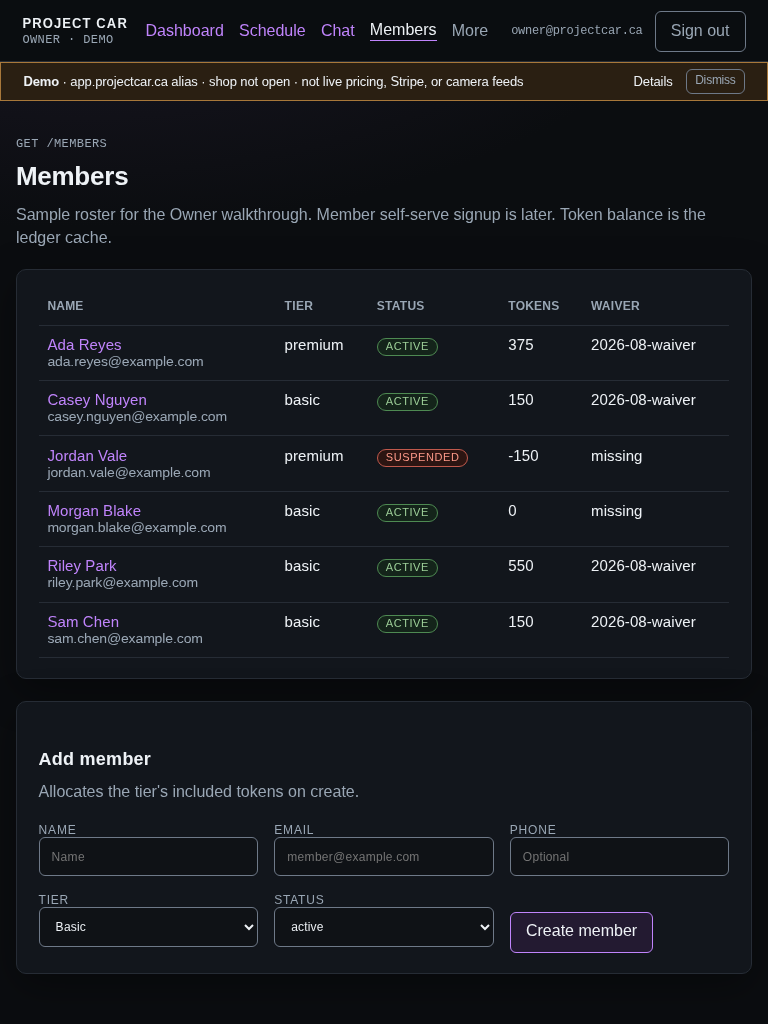 PROJECT CAR
OWNER · DEMO
Dashboard Schedule Chat Members More
owner@projectcar.ca
Sign out
Demo · app.projectcar.ca alias · shop not open · not live pricing, Stripe, or camera feeds
Details
Dismiss
GET /MEMBERS
Members
Sample roster for the Owner walkthrough. Member self-serve signup is later. Token balance is the
ledger cache.
NAME TIER STATUS TOKENS WAIVER
Ada Reyes premium ACTIVE 375 2026-08-waiver
ada.reyes@example.com
Casey Nguyen basic ACTIVE 150 2026-08-waiver
casey.nguyen@example.com
Jordan Vale premium SUSPENDED -150 missing
jordan.vale@example.com
Morgan Blake basic ACTIVE 0 missing
morgan.blake@example.com
Riley Park basic ACTIVE 550 2026-08-waiver
riley.park@example.com
Sam Chen basic ACTIVE 150 2026-08-waiver
sam.chen@example.com
Add member
Allocates the tier's included tokens on create.
NAME EMAIL PHONE
Name member@example.com Optional
TIER STATUS
Basic active Create member